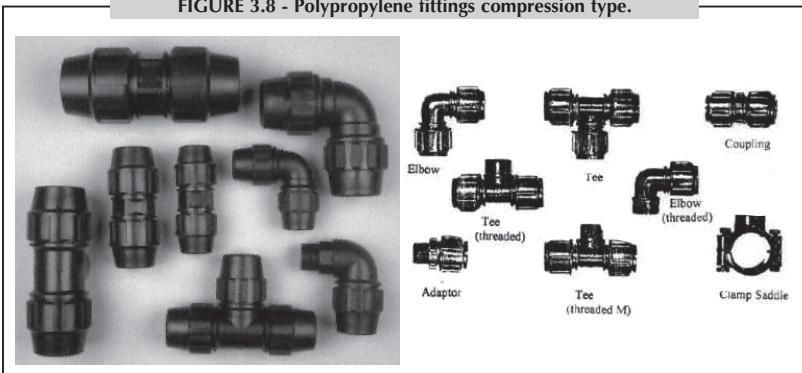 FIGURE 3.8 - Polypropylene fittings compression type.
Elbow
Tee
Coupling
Tee
(threaded)
Elbow
(threaded)
Adaptor
Tee
(threaded M)
Clamp Saddle